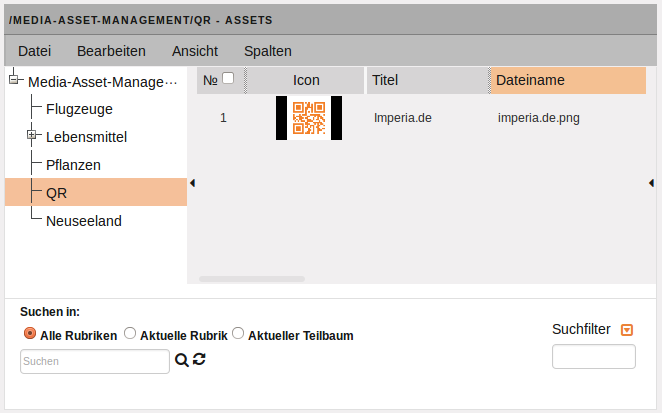 /MEDIA-ASSET-MANAGEMENT/QR - ASSETS
Datei Bearbeiten Ansicht Spalten
Media-Asset-Manage···
Flugzeuge
Lebensmittel
Pflanzen
QR
Neuseeland
№ Icon Titel Dateiname
1 Imperia.de imperia.de.png
Suchen in:
Alle Rubriken Aktuelle Rubrik Aktueller Teilbaum
Suchen
Suchfilter